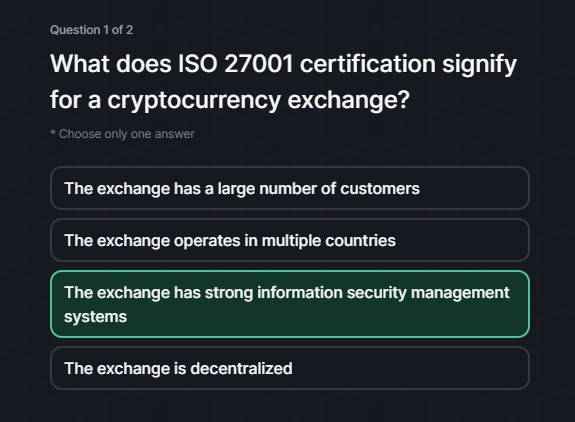 Question 1 of 2
What does ISO 27001 certification signify
for a cryptocurrency exchange?
* Choose only one answer
The exchange has a large number of customers
The exchange operates in multiple countries
The exchange has strong information security management
systems
The exchange is decentralized